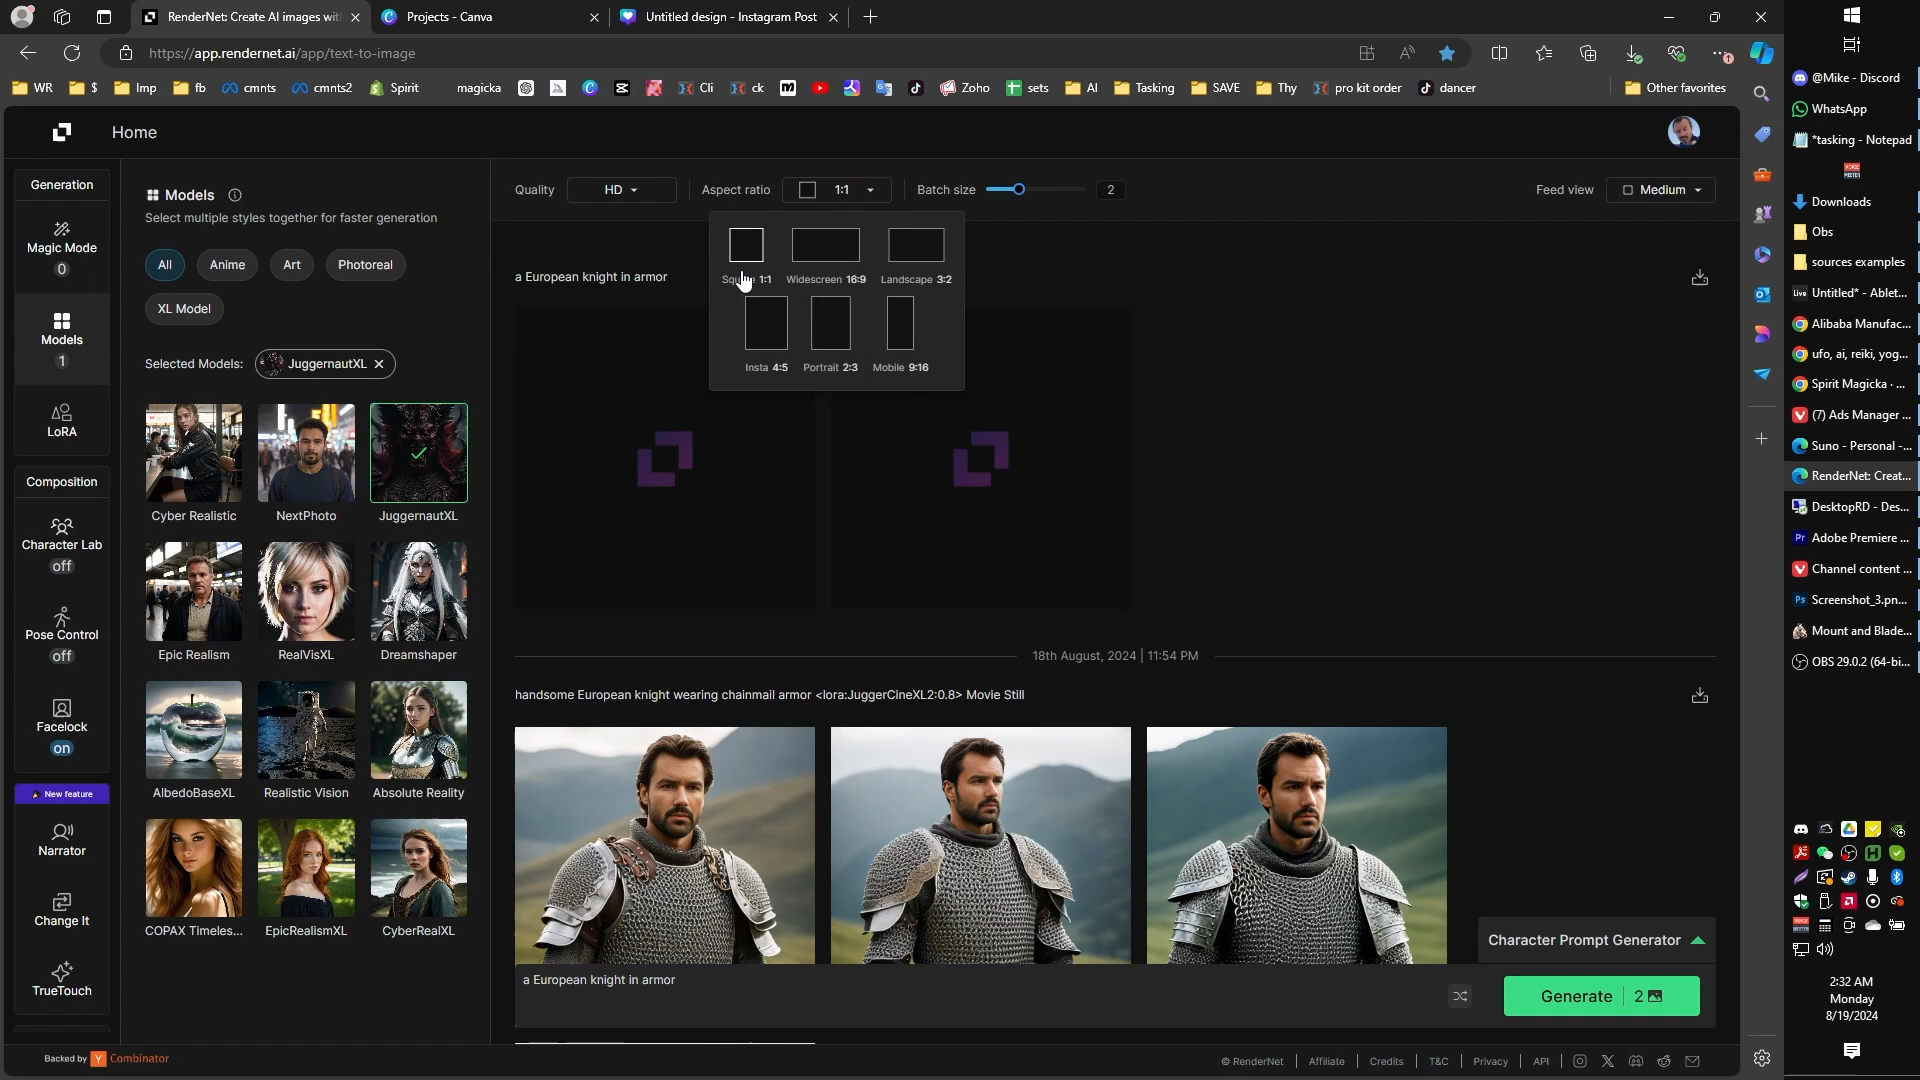 RenderNet: Create AI images wit
Projects - Canva
Untitled design - Instagram Post
https://app.rendernet.ai/app/text-to-image
WR
$
Imp
fb
cmnts
cmnts2
Spirit
magicka
Cli
ck
Zoho
sets
AI
Tasking
SAVE
Thy
pro kit order
dancer
Other favorites
Home
Generation
Magic Mode
0
Models
1
LoRA
Composition
Character Lab
off
Pose Control
off
Facelock
on
New feature
Narrator
Change It
TrueTouch
Models
Select multiple styles together for faster generation
All
Anime
Art
Photoreal
XL Model
Selected Models:
JuggernautXL
Cyber Realistic
NextPhoto
JuggernautXL
Epic Realism
RealVisXL
Dreamshaper
AlbedoBaseXL
Realistic Vision
Absolute Reality
COPAX Timeles...
EpicRealismXL
CyberRealXL
Quality
HD
Aspect ratio
1:1
Batch size
2
Feed view
Medium
1:1
Widescreen 16:9
Landscape 3:2
Insta 4:5
Portrait 2:3
Mobile 9:16
a European knight in armor
18th August, 2024 | 11:54 PM
handsome European knight wearing chainmail armor <lora:JuggerCineXL2:0.8> Movie Still
Character Prompt Generator
a European knight in armor
Generate
2
Backed by Y Combinator
© RenderNet
Affiliate
Credits
T&C
Privacy
API
@Mike - Discord
WhatsApp
*tasking - Notepad
Downloads
Obs
sources examples
Live Untitled* - Ablet...
Alibaba Manufac...
ufo, ai, reiki, yog...
Spirit Magicka · ...
(7) Ads Manager ...
Suno - Personal -...
RenderNet: Creat...
DesktopRD - Des...
Pr Adobe Premiere ...
Channel content ...
Ps Screenshot_3.pn...
Mount and Blade...
OBS 29.0.2 (64-bi...
2:32 AM
Monday
8/19/2024